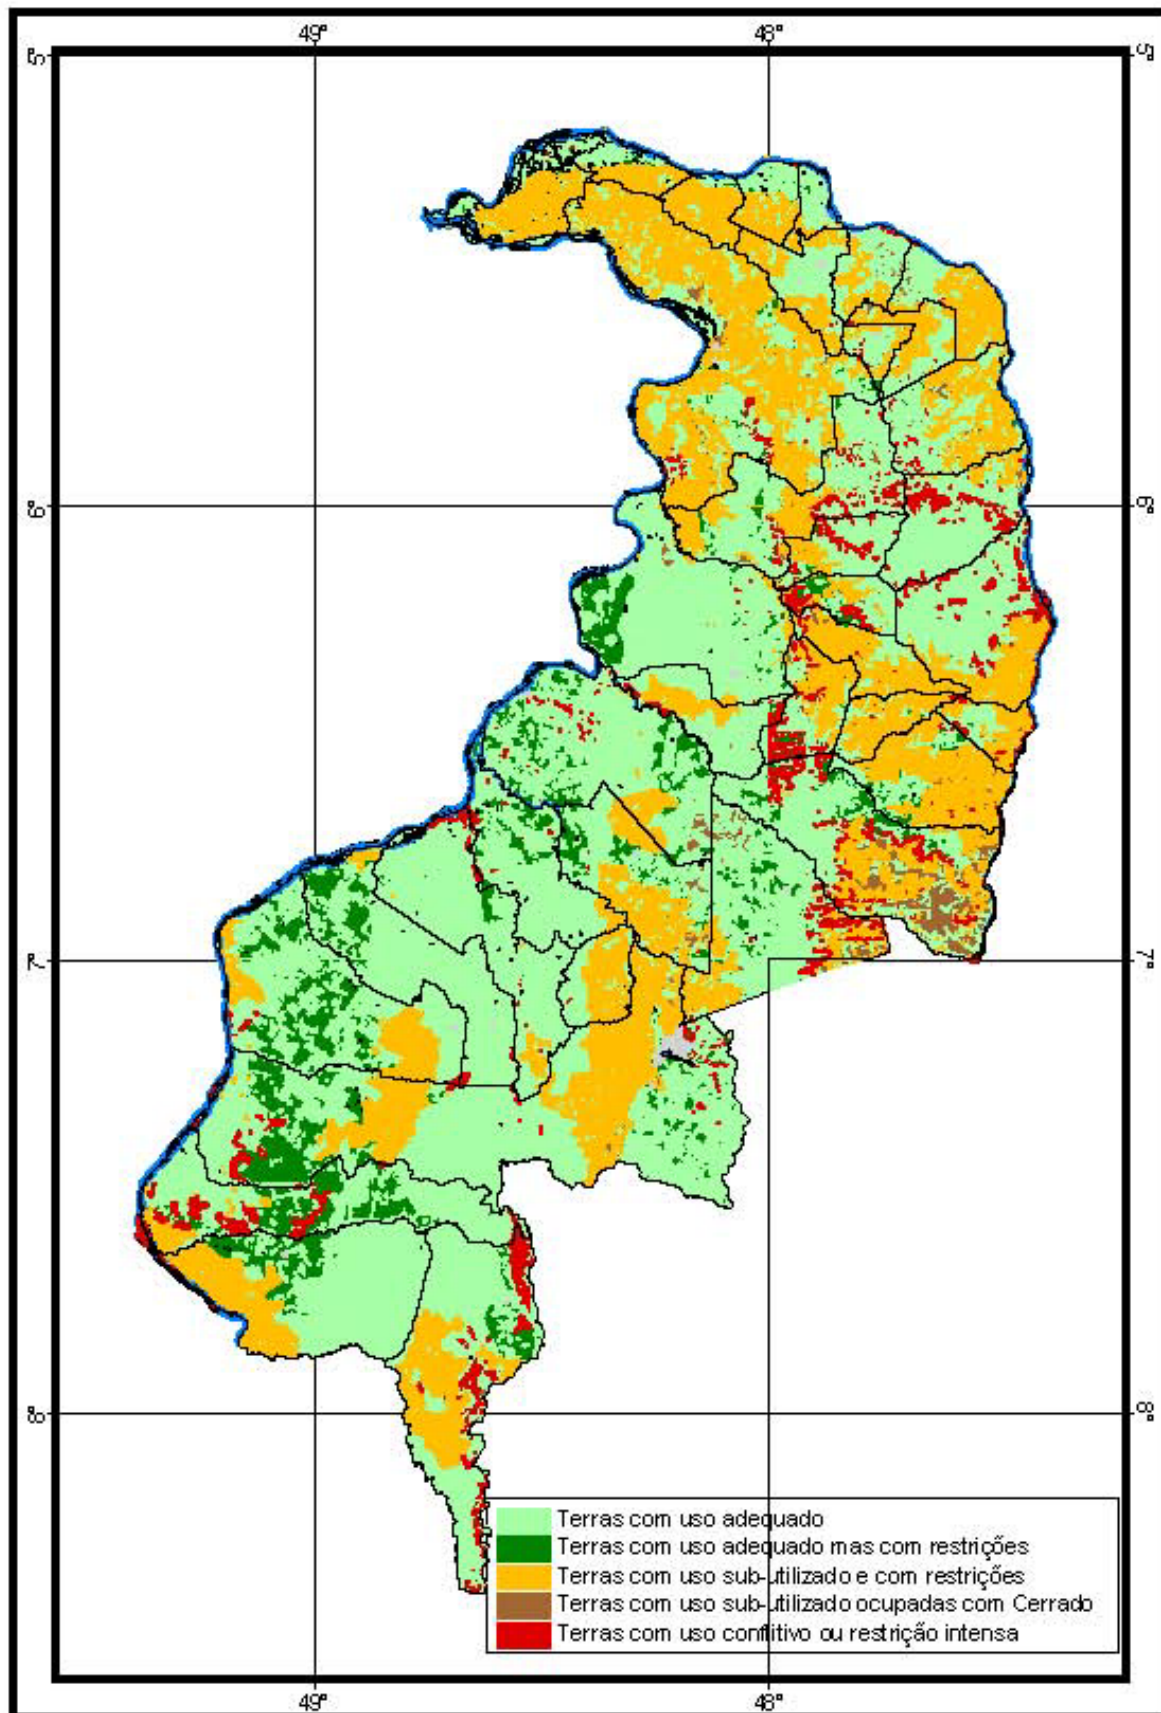 49° 48°
5° 5°
6° 6°
7° 7°
8° 8°
Terras com uso adequado
Terras com uso adequado mas com restrições
Terras com uso sub-utilizado e com restrições
Terras com uso sub-utilizado ocupadas com Cerrado
Terras com uso conflitivo ou restrição intensa
49° 48°